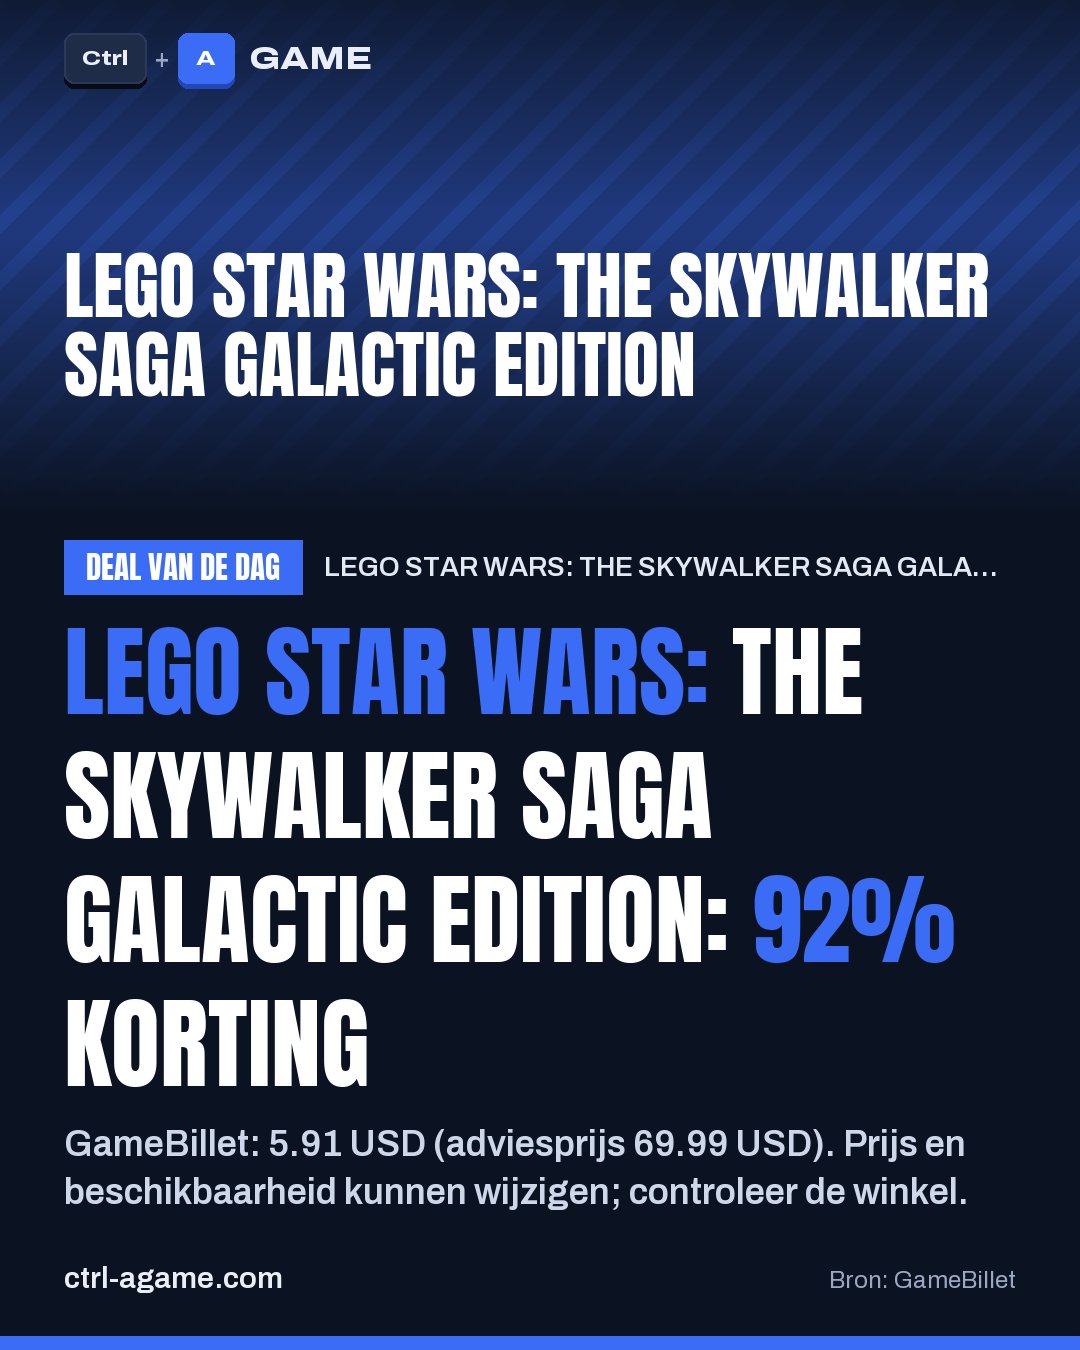 Ctrl + A GAME
LEGO STAR WARS: THE SKYWALKER
SAGA GALACTIC EDITION
DEAL VAN DE DAG LEGO STAR WARS: THE SKYWALKER SAGA GALA...
LEGO STAR WARS: THE
SKYWALKER SAGA
GALACTIC EDITION: 92%
KORTING
GameBillet: 5.91 USD (adviesprijs 69.99 USD). Prijs en
beschikbaarheid kunnen wijzigen; controleer de winkel.
ctrl-agame.com Bron: GameBillet